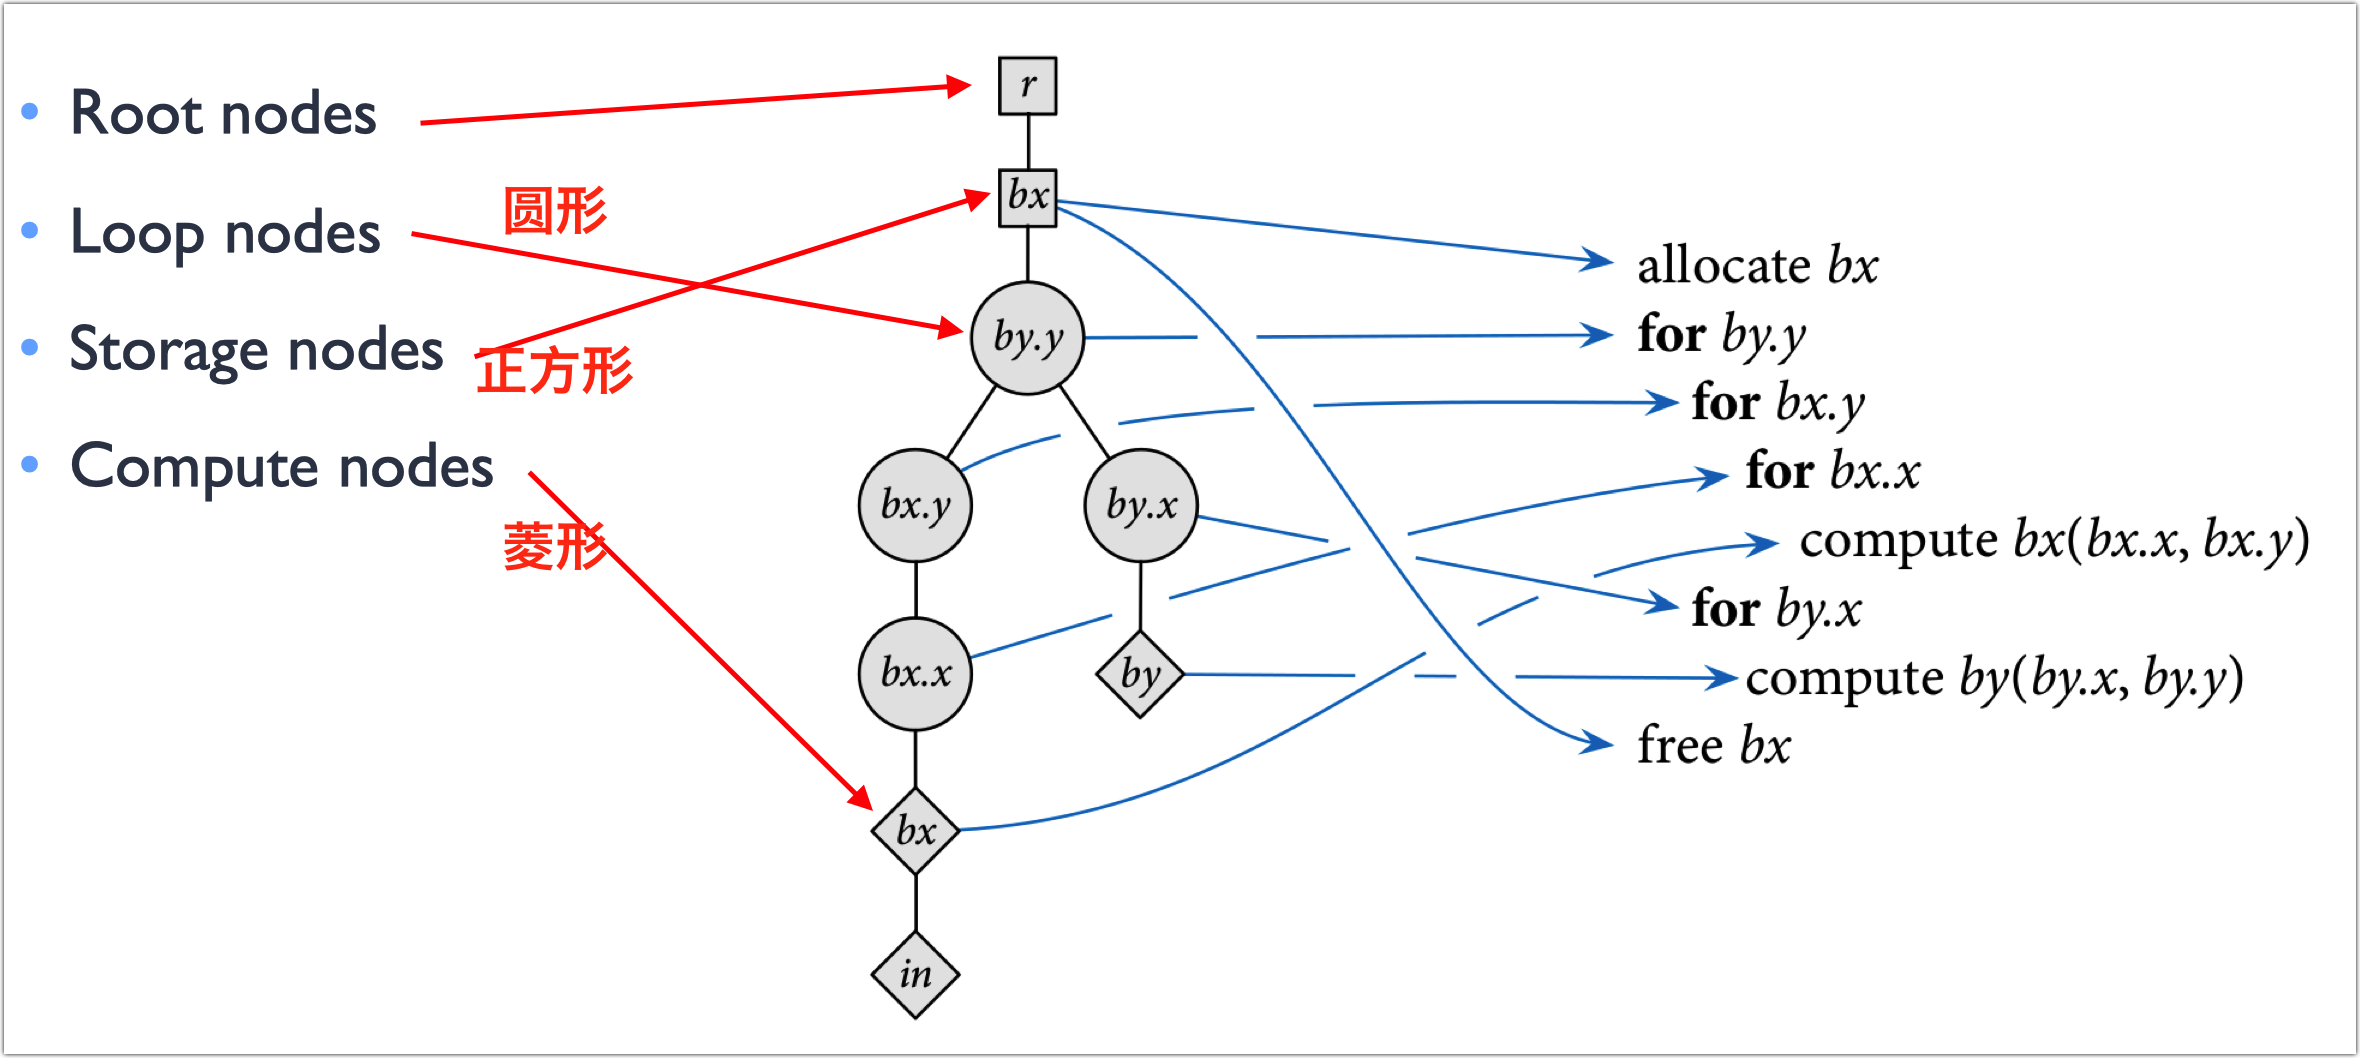 • Root nodes
圆形
• Loop nodes
• Storage nodes
正方形
• Compute nodes
菱形
r
bx
by.y
bx.y
by.x
bx.x
by
bx
in
allocate bx
for by.y
for bx.y
for bx.x
compute bx(bx.x, bx.y)
for by.x
compute by(by.x, by.y)
free bx